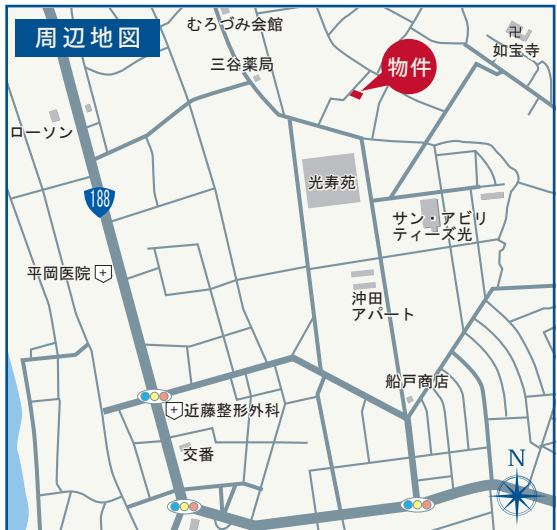 周辺地図
むろづみ会館
三谷薬局
物件
卍
如宝寺
ローソン
光寿苑
188
サン・アビリ
ティーズ光
平岡医院
沖田
アパート
船戸商店
近藤整形外科
交番
N